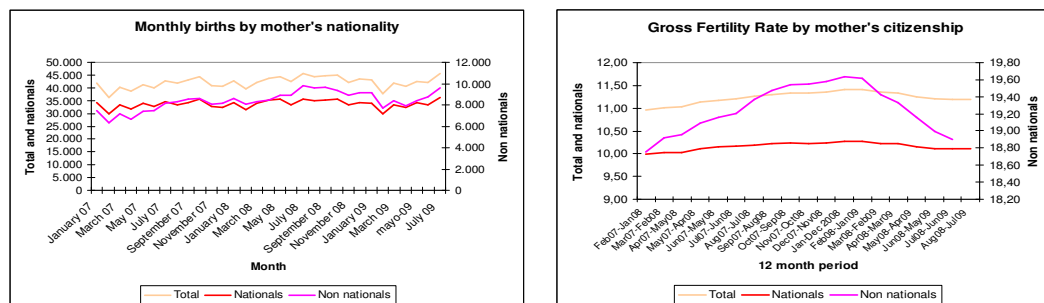 Monthly births by mother's nationality
Total and nationals
50.000
45.000
40.000
35.000
30.000
25.000
20.000
15.000
10.000
5.000
0
12.000
10.000
8.000
6.000
4.000
2.000
0
Non nationals
January 07
March 07
May 07
July 07
September 07
November 07
January 08
March 08
May 08
July 08
September 08
November 08
January 09
March 09
mayo-09
July 09
Month
Total Nationals Non nationals
Gross Fertility Rate by mother's citizenship
Total and nationals
12,00
11,50
11,00
10,50
10,00
9,50
9,00
19,80
19,60
19,40
19,20
19,00
18,80
18,60
18,40
18,20
Non nationals
Feb07-Jan08
Mar07-Feb08
Apr07-Mar08
May07-Apr08
Jun07-May08
Jul07-Jun08
Aug07-Jul08
Sep07-Aug08
Oct07-Sep08
Nov07-Oct08
Dec07-Nov08
Jan-Dec 2008
Feb08-Jan09
Mar08-Feb09
Apr08-Mar09
May08-Apr09
Jun08-May09
Jul08-Jun09
Aug08-Jul09
12 month period
Total Nationals Non nationals